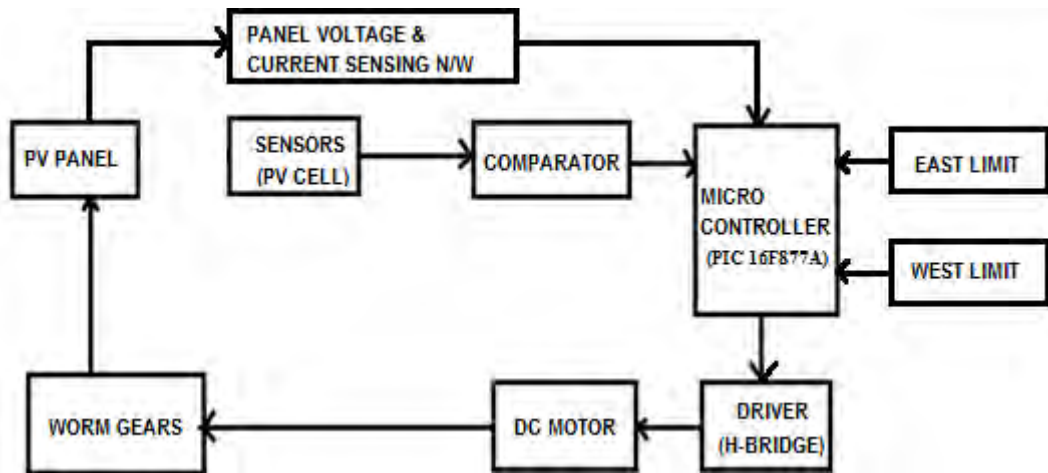 PANEL VOLTAGE &
CURRENT SENSING N/W
PV PANEL
SENSORS
(PV CELL)
COMPARATOR
MICRO
CONTROLLER
(PIC 16F877A)
EAST LIMIT
WEST LIMIT
WORM GEARS
DC MOTOR
DRIVER
(H-BRIDGE)